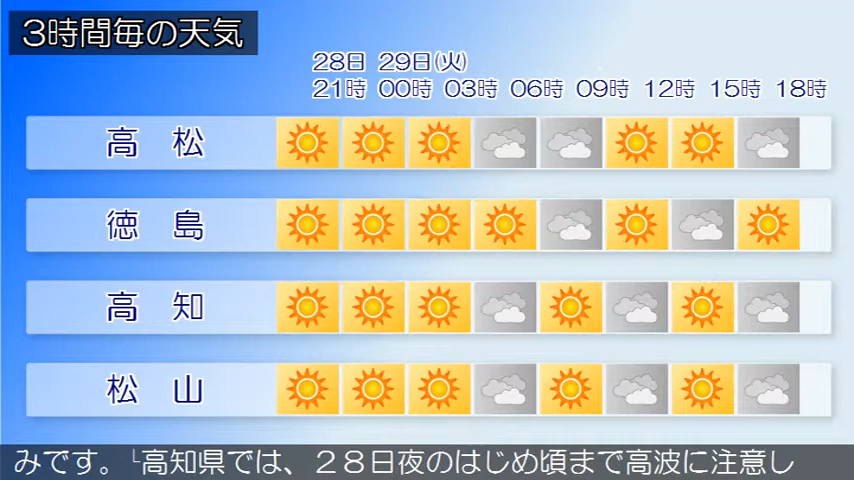 3時間毎の天気
28日 29日(火)
21時 00時 03時 06時 09時 12時 15時 18時
高 松
徳 島
高 知
松 山
みです。└高知県では、２８日夜のはじめ頃まで高波に注意し